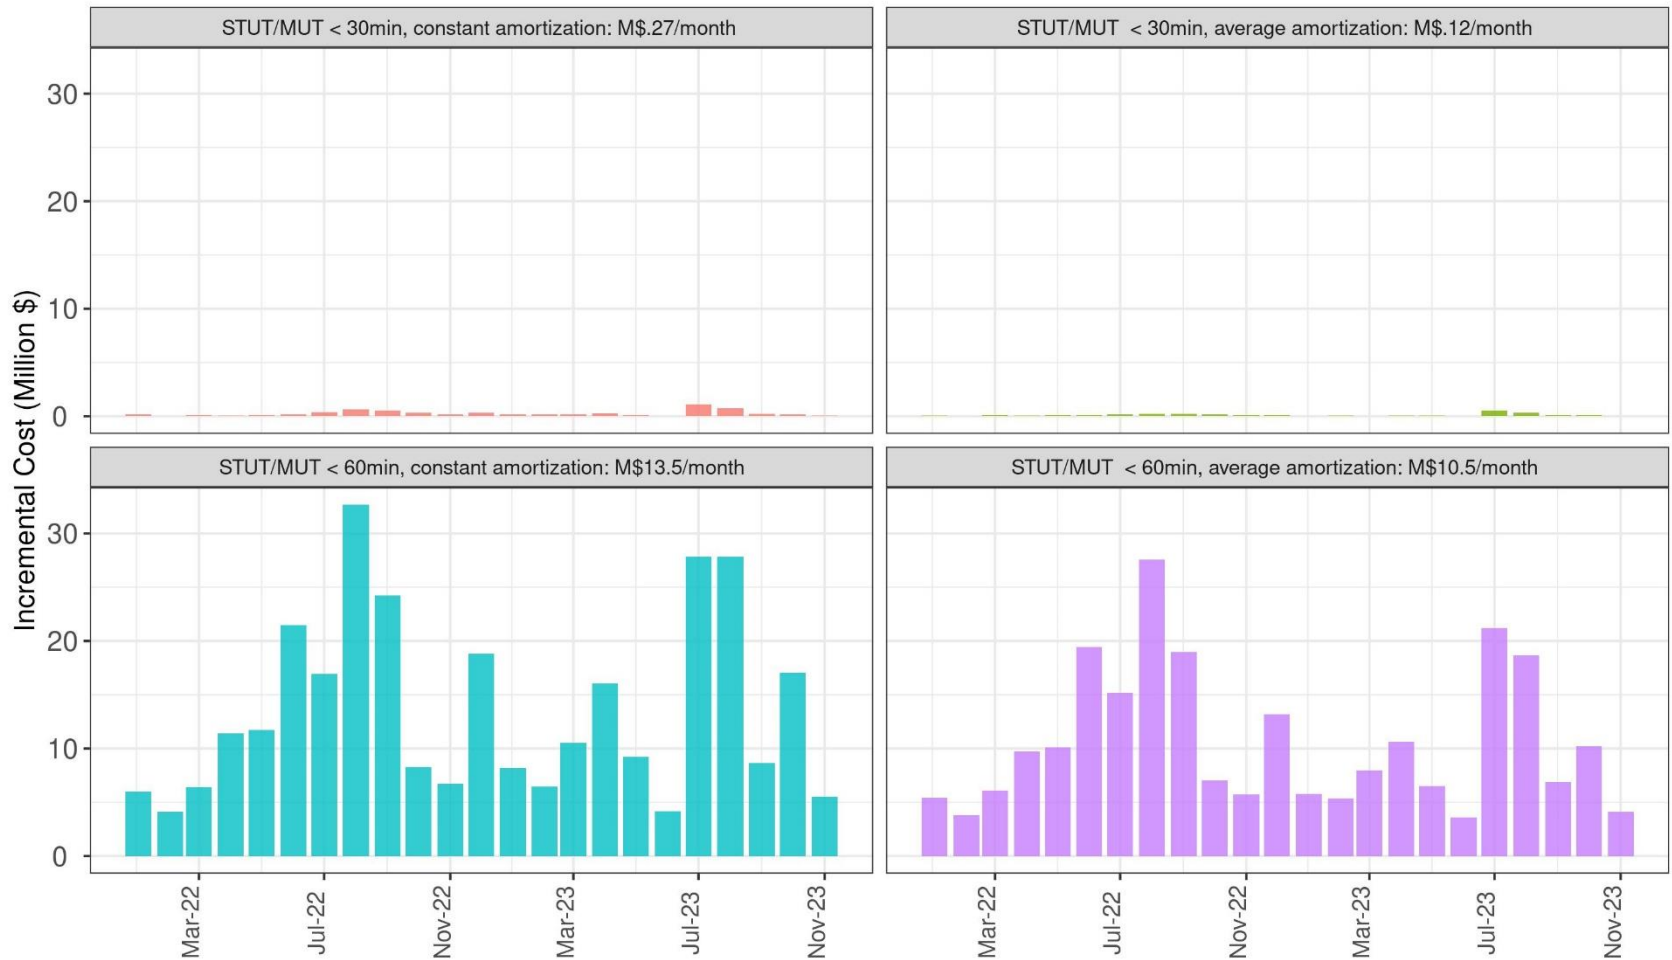 STUT/MUT < 30min, constant amortization: M$.27/month
STUT/MUT < 30min, average amortization: M$.12/month
30
20
10
0
Incremental Cost (Million $)
STUT/MUT < 60min, constant amortization: M$13.5/month
STUT/MUT < 60min, average amortization: M$10.5/month
30
20
10
0
Mar-22
Jul-22
Nov-22
Mar-23
Jul-23
Nov-23
Mar-22
Jul-22
Nov-22
Mar-23
Jul-23
Nov-23